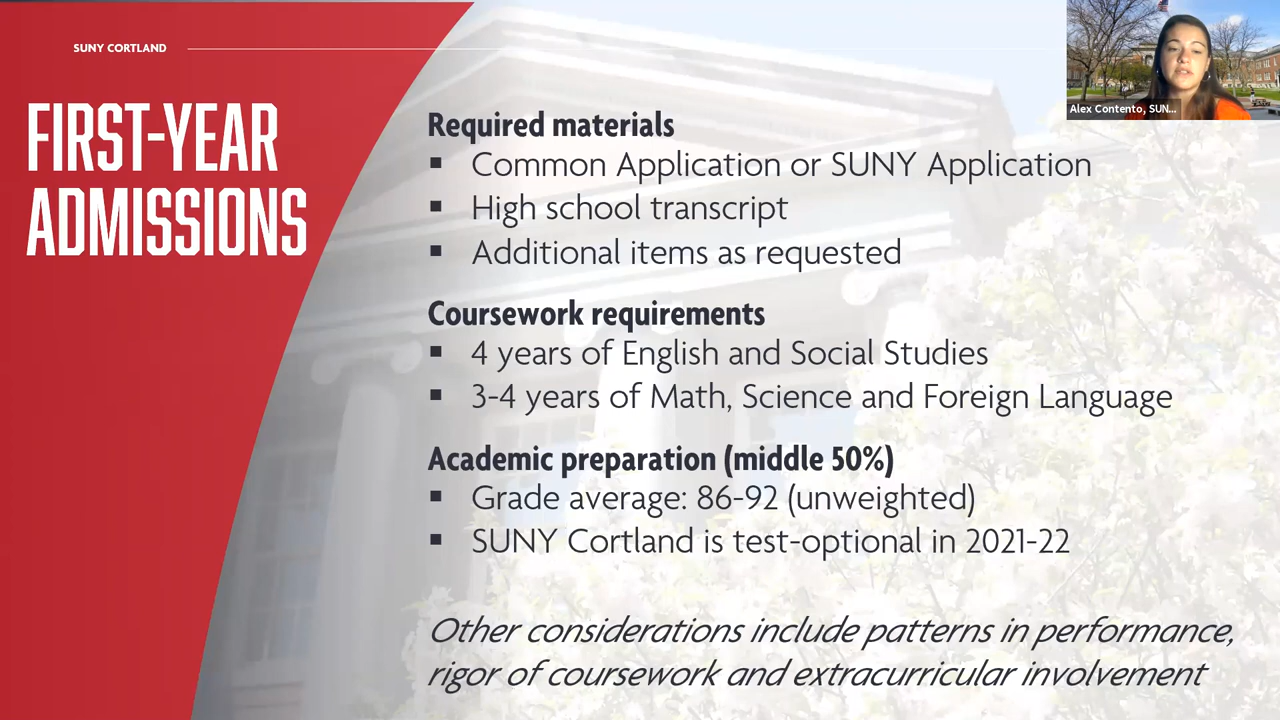 SUNY CORTLAND
FIRST-YEAR
ADMISSIONS
Required materials
▪ Common Application or SUNY Application
▪ High school transcript
▪ Additional items as requested
Coursework requirements
▪ 4 years of English and Social Studies
▪ 3-4 years of Math, Science and Foreign Language
Academic preparation (middle 50%)
▪ Grade average: 86-92 (unweighted)
▪ SUNY Cortland is test-optional in 2021-22
Other considerations include patterns in performance,
rigor of coursework and extracurricular involvement
Alex Contento, SUN...